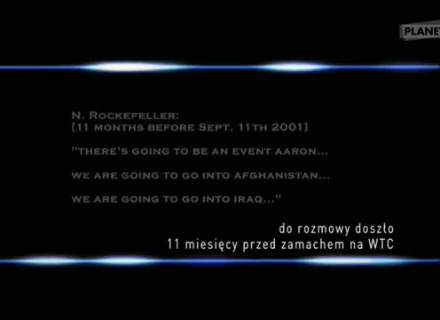 PLANE
N. ROCKEFELLER:
[11 MONTHS BEFORE SEPT. 11TH 2001]
"THERE'S GOING TO BE AN EVENT AARON...
WE ARE GOING TO GO INTO AFGHANISTAN...
WE ARE GOING TO GO INTO IRAQ..."
do rozmowy doszło
11 miesięcy przed zamachem na WTC